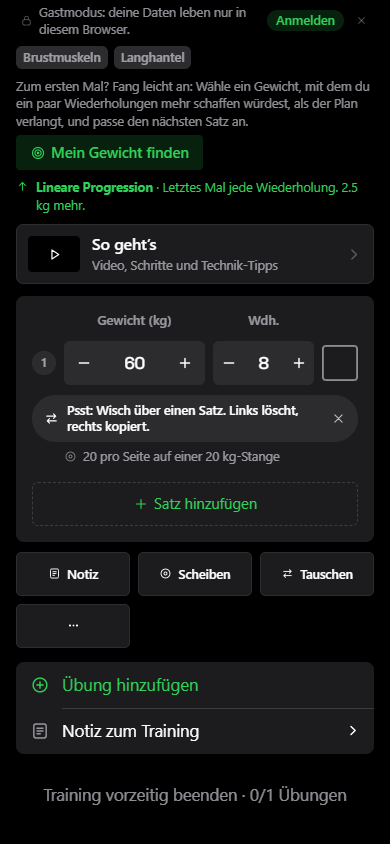 Gastmodus: deine Daten leben nur in
diesem Browser.
Anmelden
Brustmuskeln
Langhantel
Zum ersten Mal? Fang leicht an: Wähle ein Gewicht, mit dem du
ein paar Wiederholungen mehr schaffen würdest, als der Plan
verlangt, und passe den nächsten Satz an.
Mein Gewicht finden
Lineare Progression · Letztes Mal jede Wiederholung. 2.5
kg mehr.
So geht's
Video, Schritte und Technik-Tipps
Gewicht (kg) Wdh.
1 − 60 + − 8 +
Psst: Wisch über einen Satz. Links löscht,
rechts kopiert.
20 pro Seite auf einer 20 kg-Stange
+ Satz hinzufügen
Notiz
Scheiben
Tauschen
...
Übung hinzufügen
Notiz zum Training
Training vorzeitig beenden · 0/1 Übungen